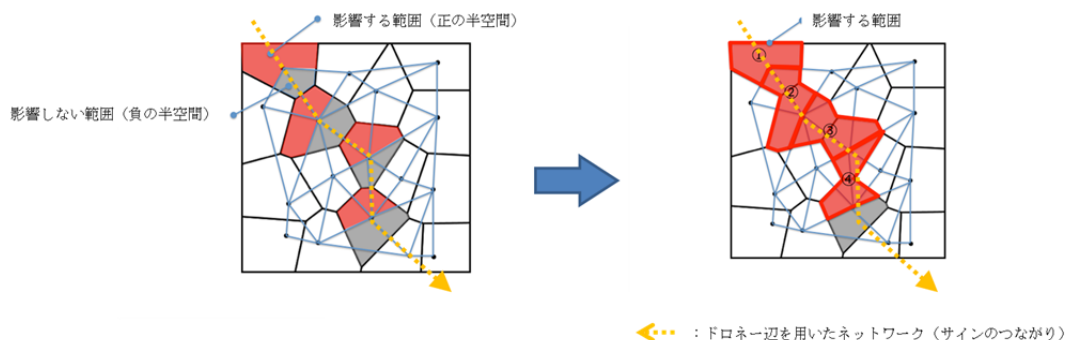 影響する範囲（正の半空間）
影響しない範囲（負の半空間）
影響する範囲
①
②
③
④
：ドロネー辺を用いたネットワーク（サインのつながり）